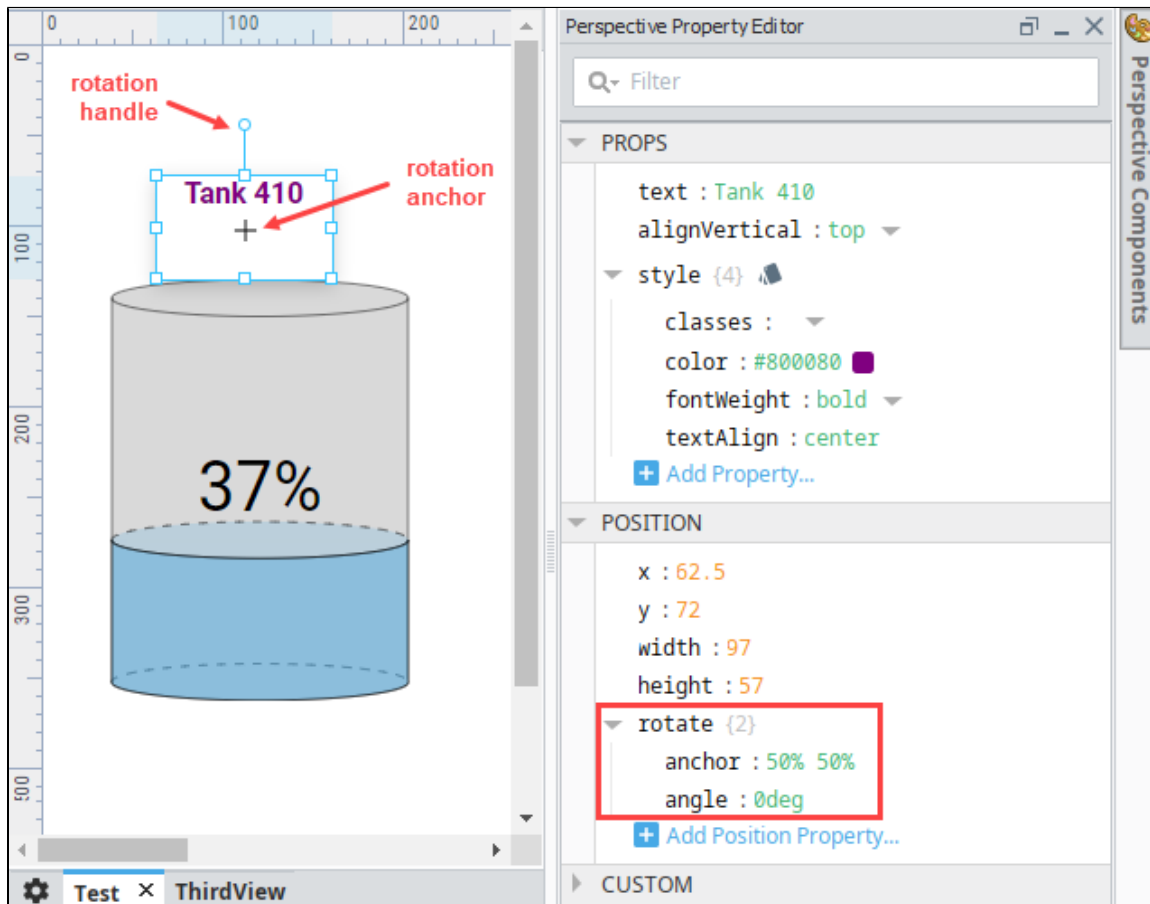 0
100
200
0
100
200
300
500
rotation
handle
rotation
anchor
Tank 410
37%
Test ×
ThirdView
Perspective Property Editor
Filter
PROPS
text : Tank 410
alignVertical : top
style {4}
classes :
color : #800080
fontWeight : bold
textAlign : center
Add Property...
POSITION
x : 62.5
y : 72
width : 97
height : 57
rotate {2}
anchor : 50% 50%
angle : 0deg
Add Position Property...
CUSTOM
Perspective Components